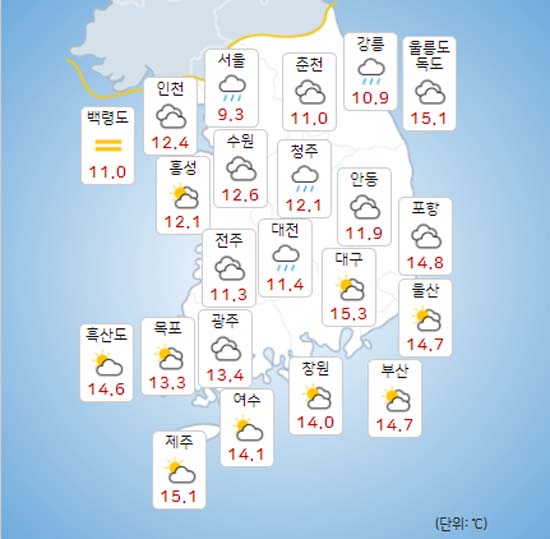 서울
9.3
춘천
11.0
강릉
10.9
울릉도
독도
15.1
인천
12.4
백령도
11.0
수원
12.6
청주
12.1
홍성
12.1
안동
11.9
포항
14.8
전주
11.3
대전
11.4
대구
15.3
울산
14.7
흑산도
14.6
목포
13.3
광주
13.4
창원
14.0
부산
14.7
여수
14.1
제주
15.1
(단위: ℃)